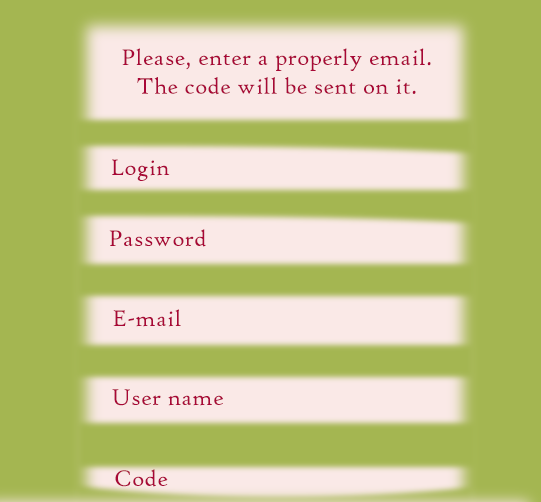 Please, enter a properly email.
The code will be sent on it.
Login
Password
E-mail
User name
Code